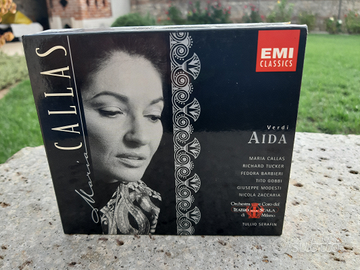 Maria CALLAS
EMI
CLASSICS
Verdi
AIDA
MARIA CALLAS
RICHARD TUCKER
FEDORA BARBIERI
TITO GOBBI
GIUSEPPE MODESTI
NICOLA ZACCARIA
Orchestra e Coro del
TEATRO alla SCALA
di Milano
TULLIO SERAFIN